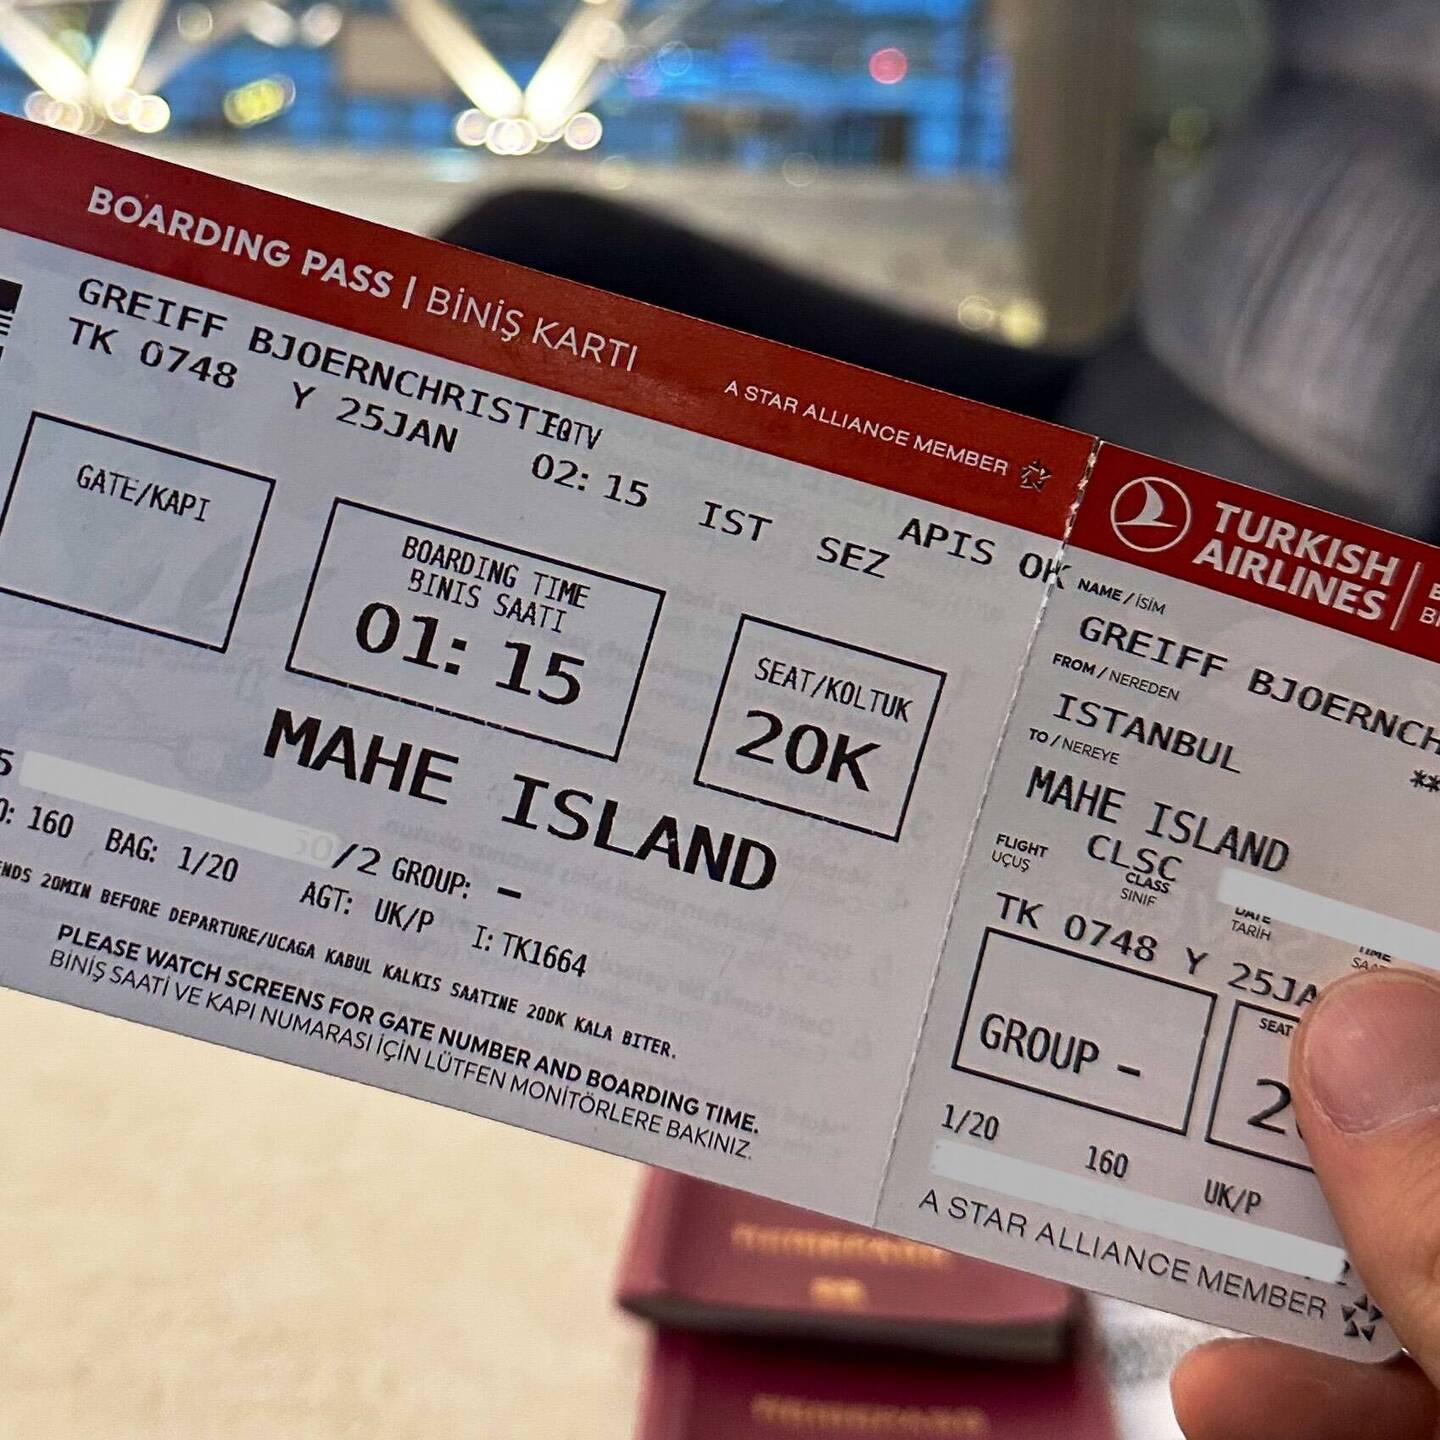 BOARDING PASS | BİNİŞ KARTI
A STAR ALLIANCE MEMBER
GREIFF BJOERNCHRISTI EQTV
TK 0748 Y 25JAN 02:15 IST SEZ APIS OK
GATE/KAPI
BOARDING TIME
BINIS SAATI
01:15
SEAT/KOLTUK
20K
MAHE ISLAND
/2 GROUP: -
160 BAG: 1/20 AGT: UK/P I: TK1664
20MIN BEFORE DEPARTURE/UCAGA KABUL KALKIS SAATINE 20DK KALA BITER.
PLEASE WATCH SCREENS FOR GATE NUMBER AND BOARDING TIME.
BİNİŞ SAATİ VE KAPI NUMARASI İÇİN LÜTFEN MONİTÖRLERE BAKINIZ.
TURKISH
AIRLINES
NAME / İSİM
GREIFF BJOERNCH
FROM / NEREDEN
ISTANBUL
TO / NEREYE
**
MAHE ISLAND
CLSC
FLIGHT CLASS DATE TIME
UÇUŞ SINIF TARİH
TK 0748 Y 25JA
GROUP -
SEAT
2
1/20 160 UK/P
A STAR ALLIANCE MEMBER